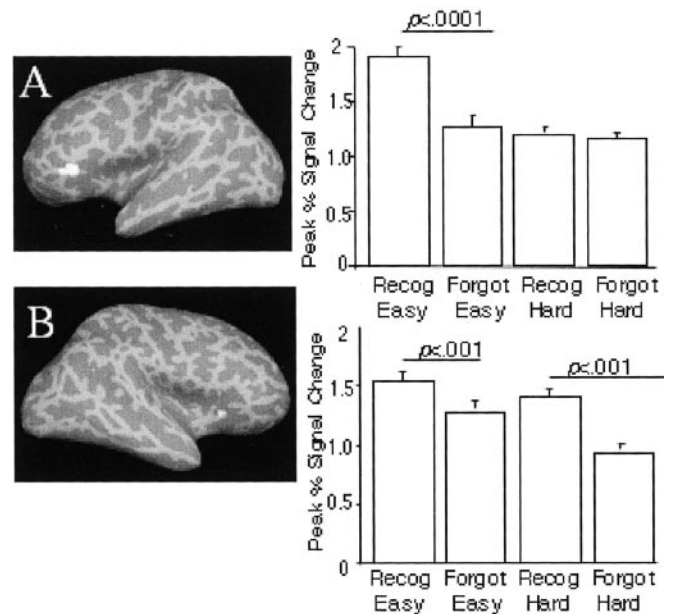 A
p<.0001
Peak % Signal Change
2
1.5
1.0
0.5
0
Recog Forgot Recog Forgot
Easy Easy Hard Hard
B
p<.001
p<.001
Peak % Signal Change
2
1.5
1.0
0.5
0
Recog Forgot Recog Forgot
Easy Easy Hard Hard